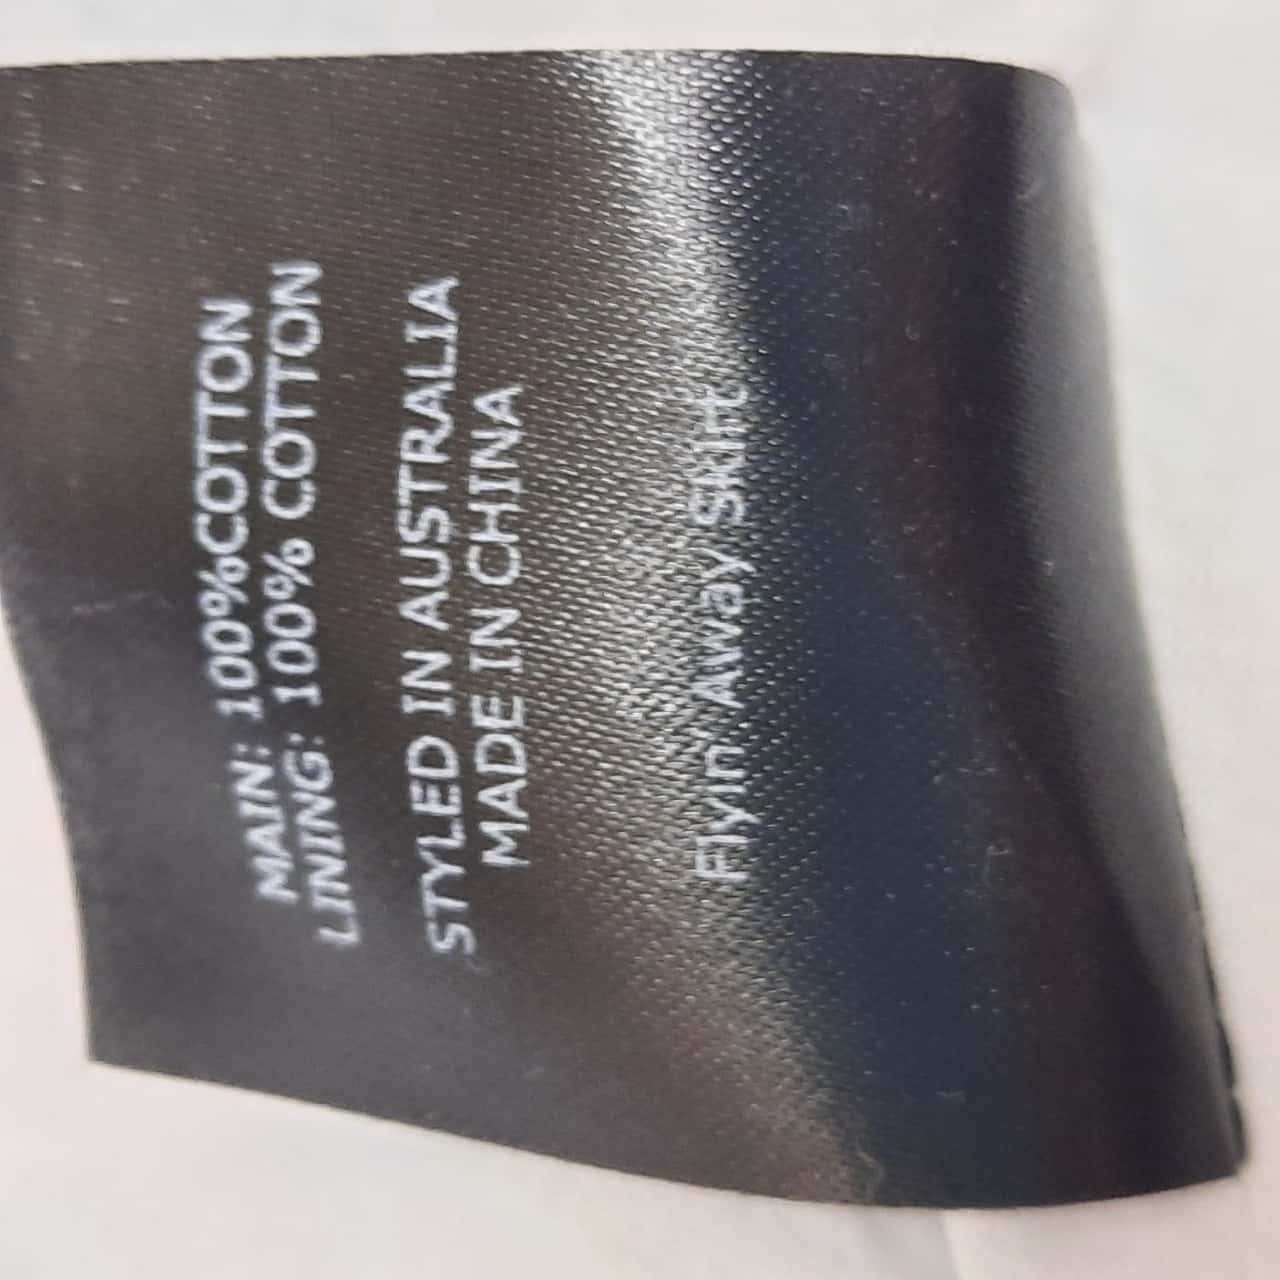 MAIN: 100%COTTON
LINING: 100% COTTON
STYLED IN AUSTRALIA
MADE IN CHINA
Flyin' Away Skirt